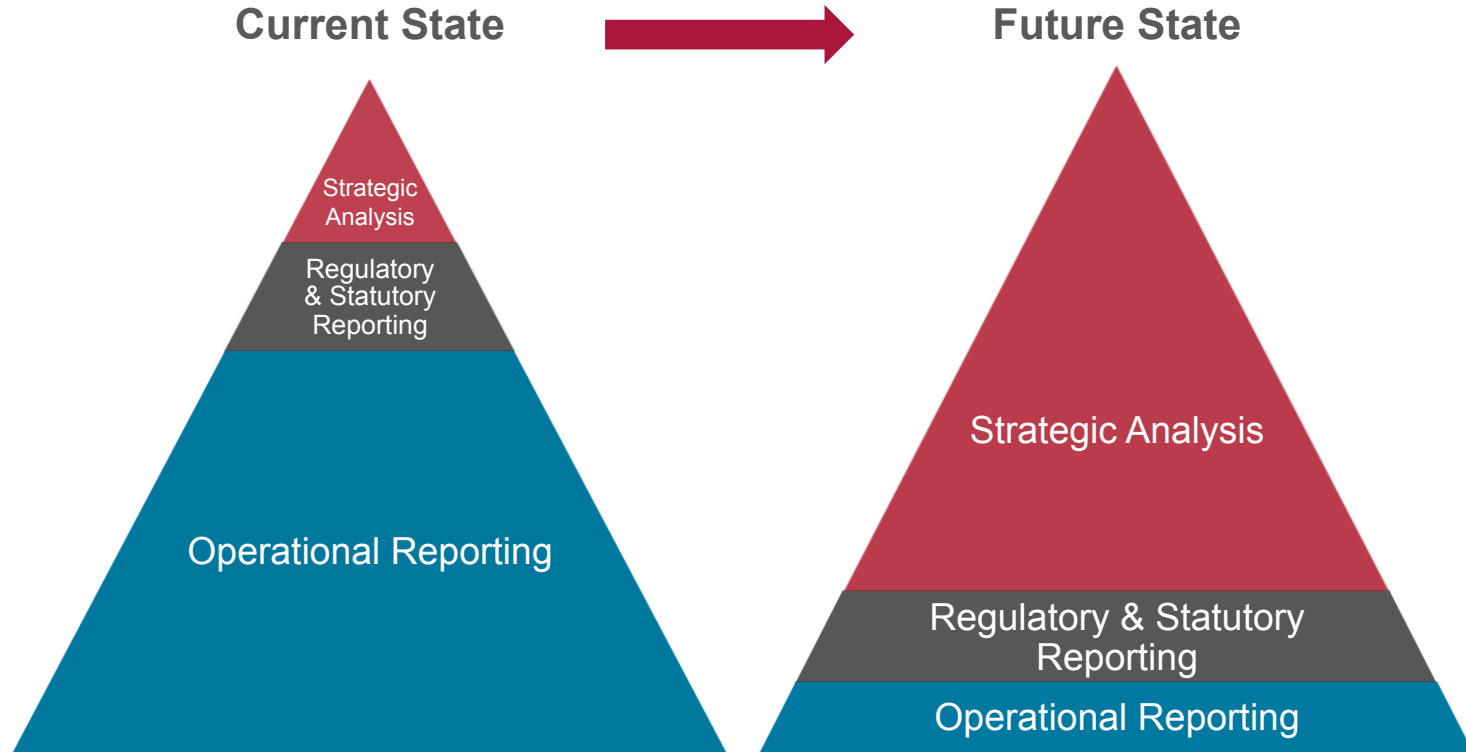 Current State
Future State
Strategic
Analysis
Regulatory
& Statutory
Reporting
Operational Reporting
Strategic Analysis
Regulatory & Statutory
Reporting
Operational Reporting